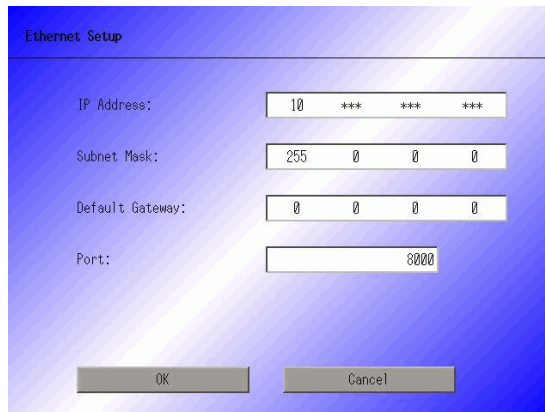 Ethernet Setup
IP Address: 10 *** *** ***
Subnet Mask: 255 0 0 0
Default Gateway: 0 0 0 0
Port: 8000
OK Cancel